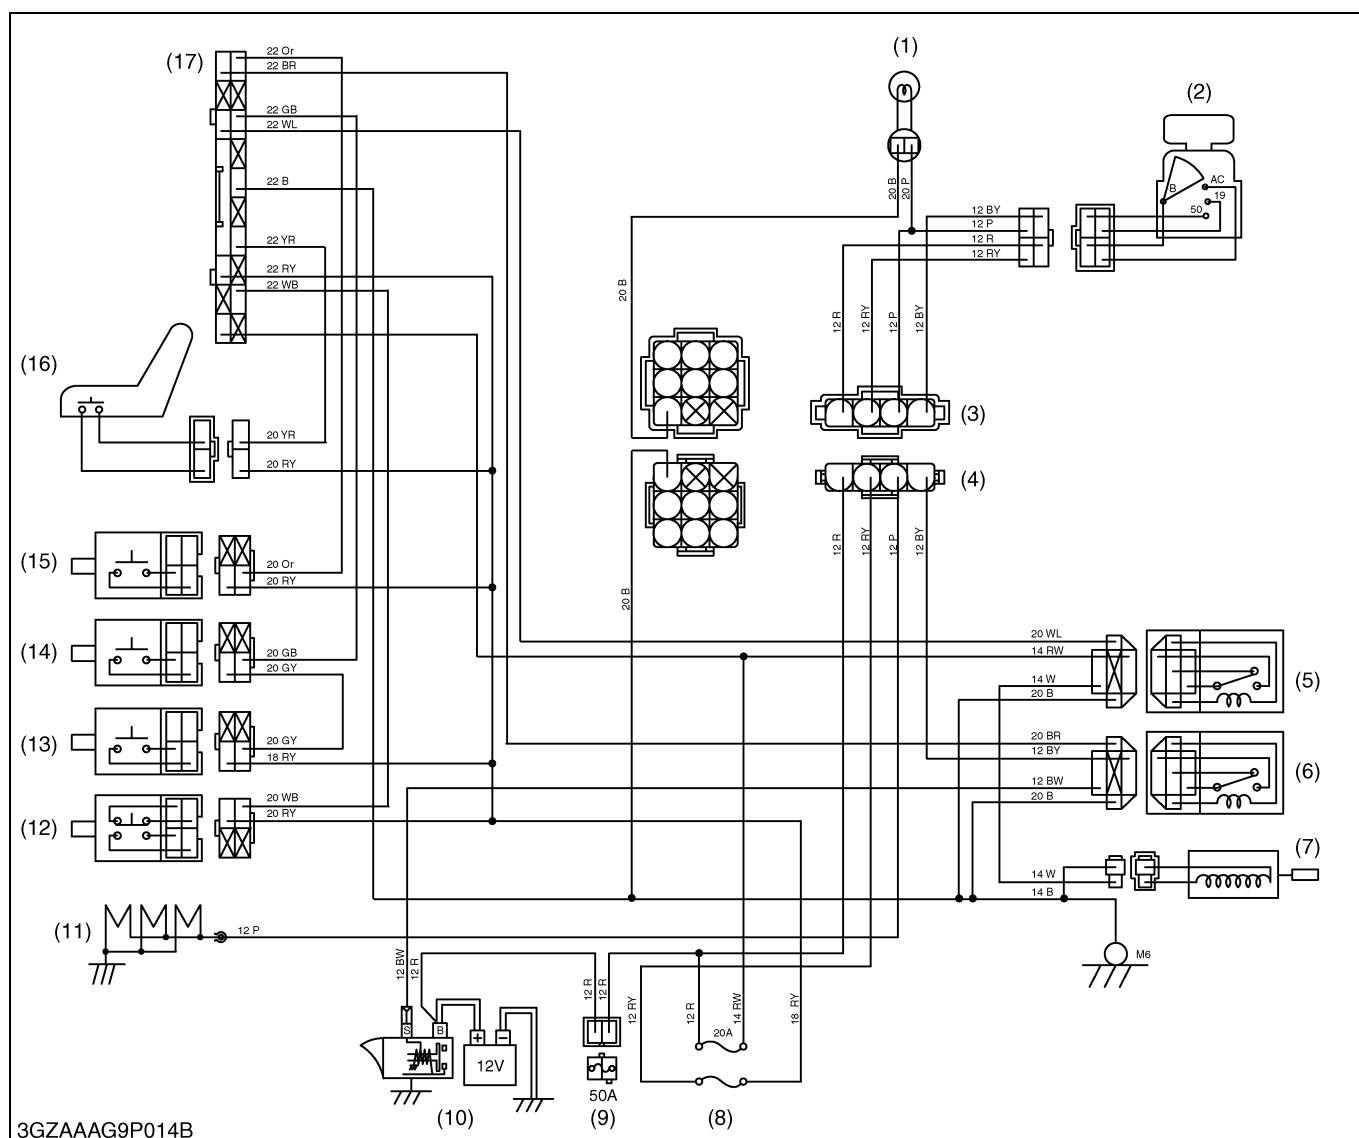 (1)
(2)
(17)
22 Or
22 BR
22 GB
22 WL
22 B
22 YR
22 RY
22 WB
20 B
20 P
B
AC
19
50
12 BY
12 P
12 R
12 RY
20 B
12 R
12 RY
12 P
12 BY
(16)
(3)
20 YR
20 RY
(4)
12 R
12 RY
12 P
12 BY
(15)
20 Or
20 RY
20 B
(14)
20 GB
20 GY
20 WL
14 RW
14 W
20 B
(5)
(13)
20 GY
18 RY
20 BR
12 BY
12 BW
20 B
(6)
(12)
20 WB
20 RY
(7)
14 W
14 B
(11)
12 P
M6
12 BW
12 R
12 R
12 R
12 RY
12 R
14 RW
18 RY
S
B
+
−
12V
20A
50A
(10)
(9)
(8)
3GZAAAG9P014B